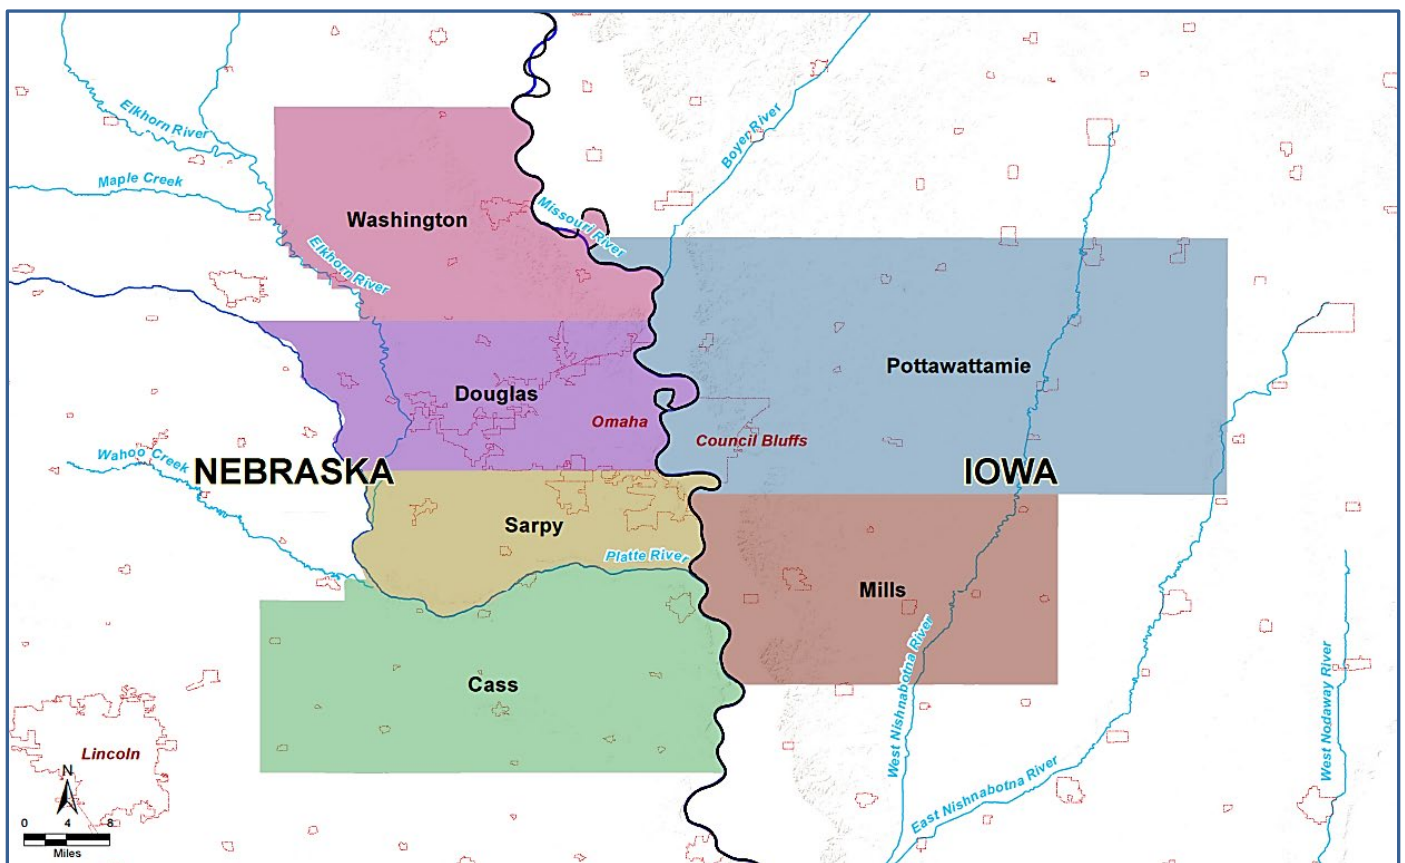 Elkhorn River
Boyer River
Maple Creek
Washington
Missouri River
Elkhorn River
Pottawattamie
Douglas
Omaha
Council Bluffs
Wahoo Creek
NEBRASKA
IOWA
Sarpy
Platte River
Mills
West Nishnabotna River
Cass
West Nodaway River
Lincoln
East Nishnabotna River
N
0 4 8
Miles